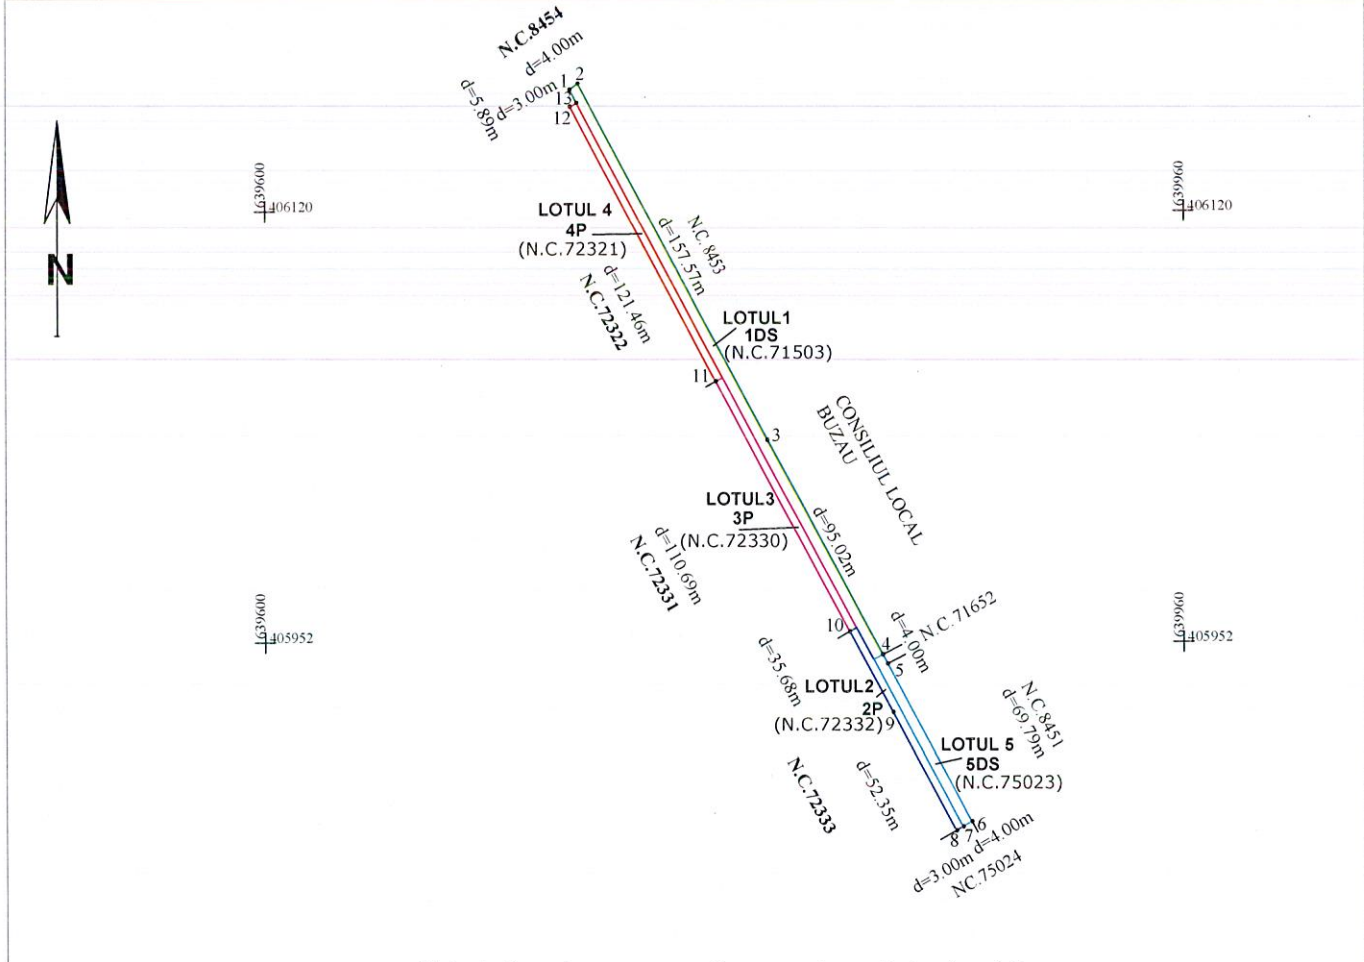 N.C.8454
d=4.00m
1
2
d=5.89m
d=3.00m
13
12
N
639600
406120
639960
406120
LOTUL 4
4P
(N.C.72321)
N.C. 8453
d=157.57m
d=121.46m
N.C.72322
LOTUL1
1DS
(N.C.71503)
11
3
CONSILIUL LOCAL
BUZAU
LOTUL3
3P
(N.C.72330)
d=95.02m
d=110.69m
N.C.72331
639600
405952
639960
405952
10
4
5
d=4.00m
N.C.71652
d=35.68m
LOTUL2
2P
(N.C.72332)
9
N.C.8451
d=69.79m
LOTUL 5
5DS
(N.C.75023)
N.C.72333
d=52.35m
8
7
6
d=3.00m
d=4.00m
NC.75024